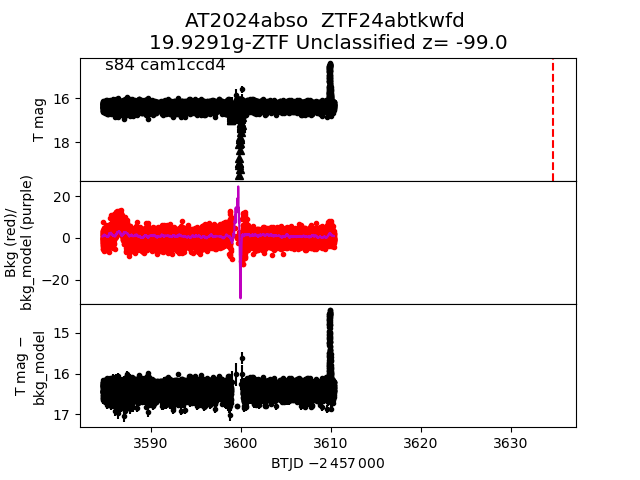 AT2024abso  ZTF24abtkwfd
19.9291g-ZTF Unclassified z= -99.0
s84 cam1ccd4
T mag
16
18
Bkg (red)/
bkg_model (purple)
20
0
−20
T mag −
bkg_model
15
16
17
3590
3600
3610
3620
3630
BTJD −2 457 000